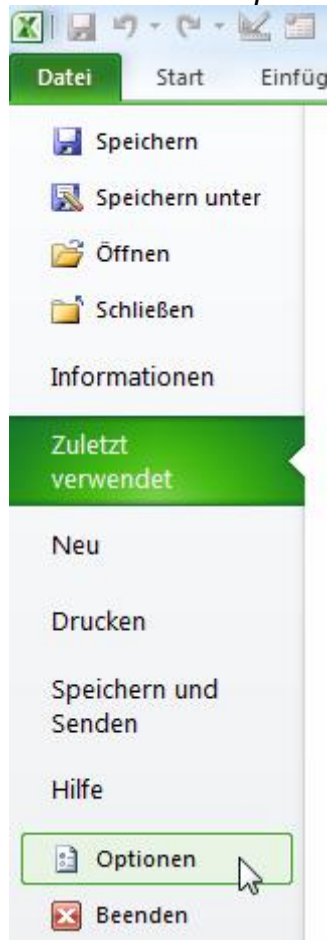 Datei Start Einfüg
Speichern
Speichern unter
Öffnen
Schließen
Informationen
Zuletzt
verwendet
Neu
Drucken
Speichern und
Senden
Hilfe
Optionen
Beenden